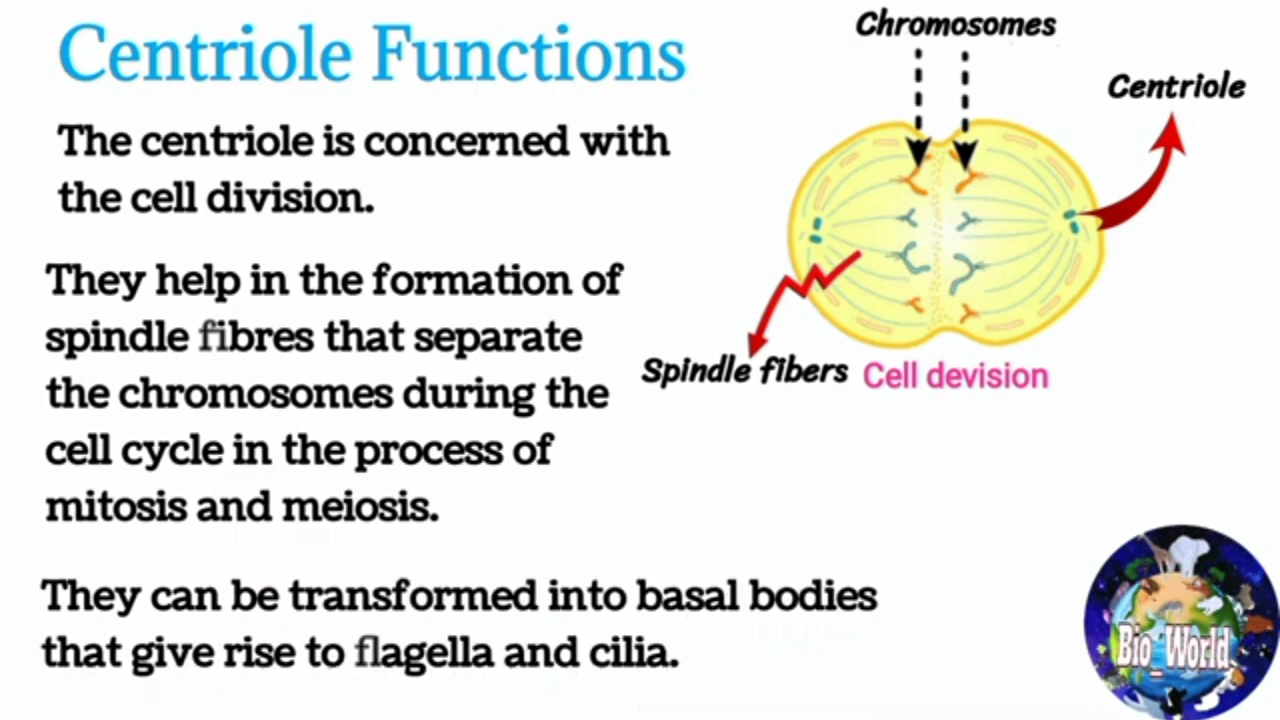 Centriole Functions
The centriole is concerned with
the cell division.
They help in the formation of
spindle fibres that separate
the chromosomes during the
cell cycle in the process of
mitosis and meiosis.
They can be transformed into basal bodies
that give rise to flagella and cilia.
Chromosomes
Centriole
Spindle fibers
Cell devision
Bio_World